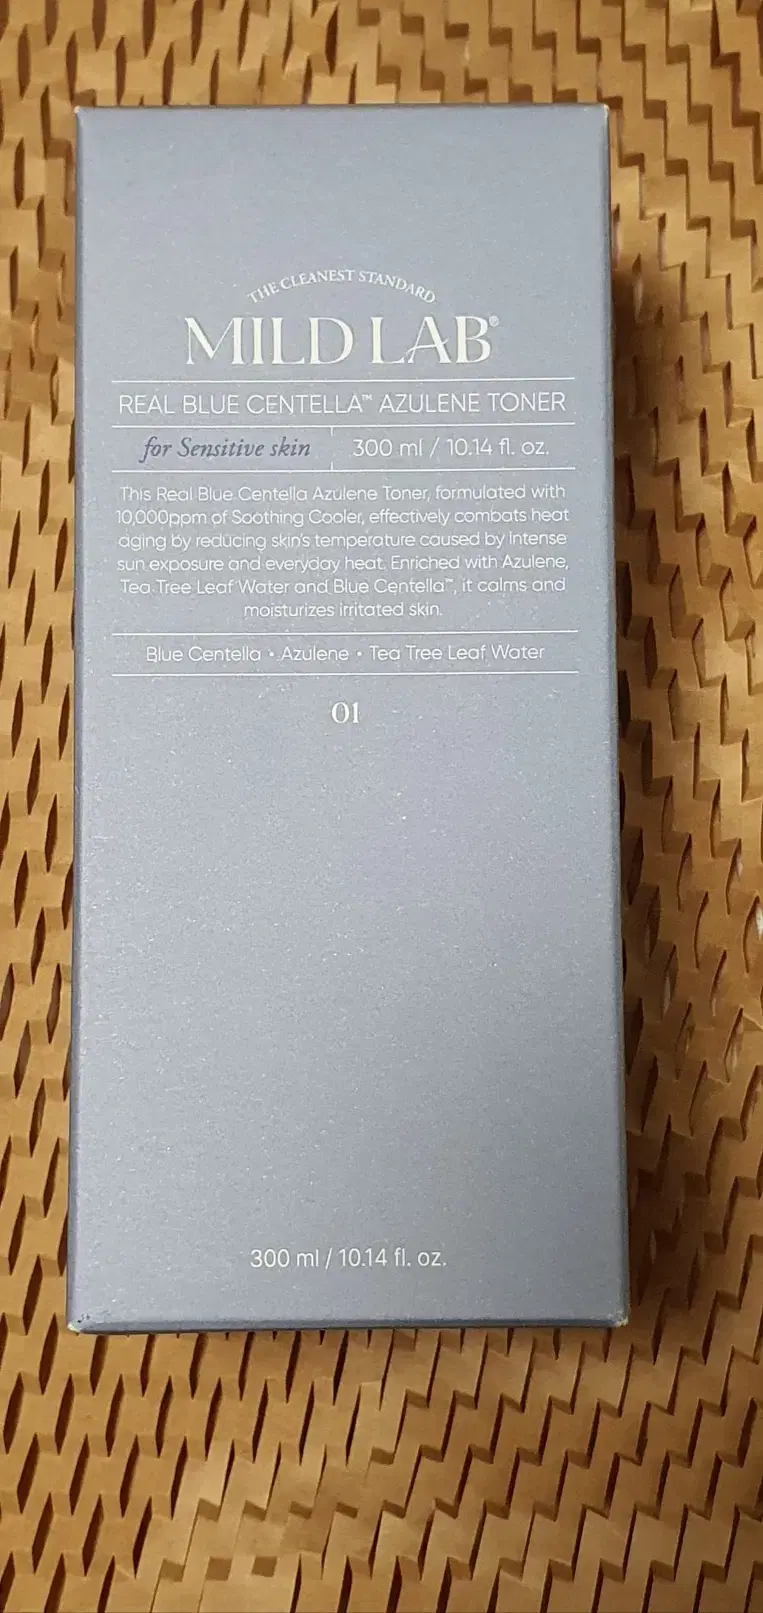 THE CLEANEST STANDARD
MILD LAB®
REAL BLUE CENTELLA™ AZULENE TONER
for Sensitive skin
300 ml / 10.14 fl. oz.
This Real Blue Centella Azulene Toner, formulated with
10,000ppm of Soothing Cooler, effectively combats heat
aging by reducing skin's temperature caused by Intense
sun exposure and everyday heat. Enriched with Azulene,
Tea Tree Leaf Water and Blue Centella™, it calms and
moisturizes irritated skin.
Blue Centella • Azulene • Tea Tree Leaf Water
01
300 ml / 10.14 fl. oz.